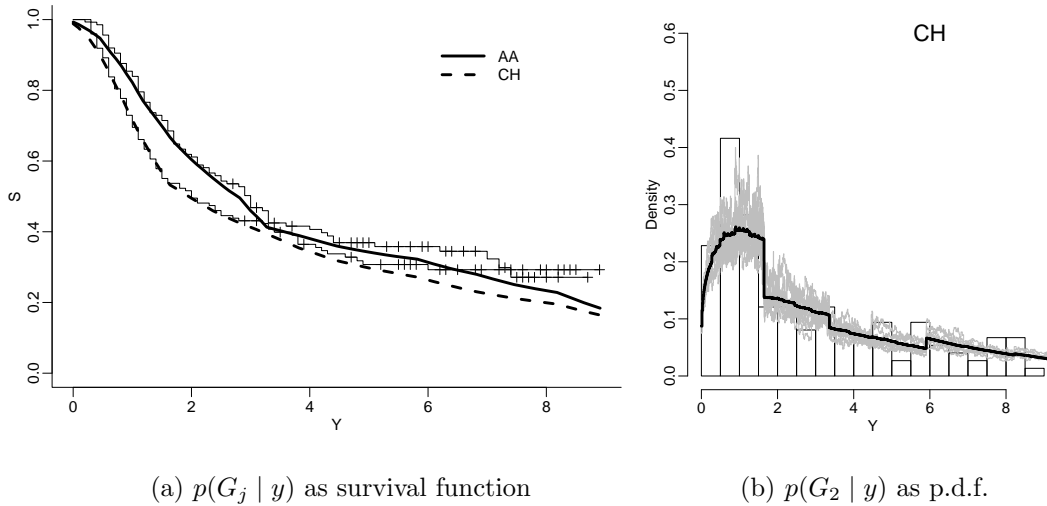 AA
CH
S
0.0 0.2 0.4 0.6 0.8 1.0
0 2 4 6 8
Y
CH
Density
0.0 0.1 0.2 0.3 0.4 0.5 0.6
0 2 4 6 8
Y
(a) p(G_j | y) as survival function
(b) p(G_2 | y) as p.d.f.